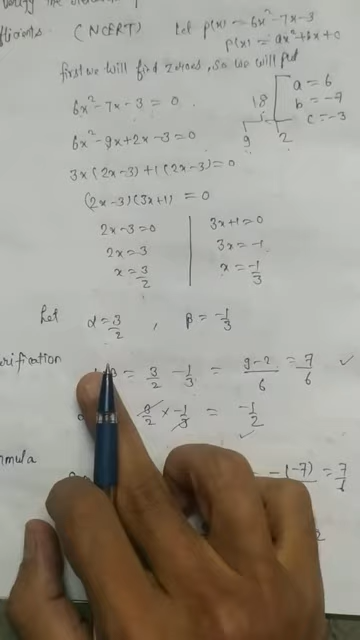 verify the
(NCERT) Let p(x) = 6x²-7x-3
p(x) = ax²+bx+0
first we will find zeroes, so we will put
a = 6
b = -7
c = -3
18
9 2
6x²-7x-3 = 0
6x²-9x+2x-3=0
3x(2x-3)+1(2x-3)=0
(2x-3)(3x+1) = 0
2x-3=0 3x+1=0
2x=3 3x=-1
x=3/2 x=-1/3
Let α=3/2 , β=-1/3
= 3/2 -1/3 = 9-2/6 = 7/6 ✓
× -1/3 = -1/2 ✓
-(-7) = 7/6